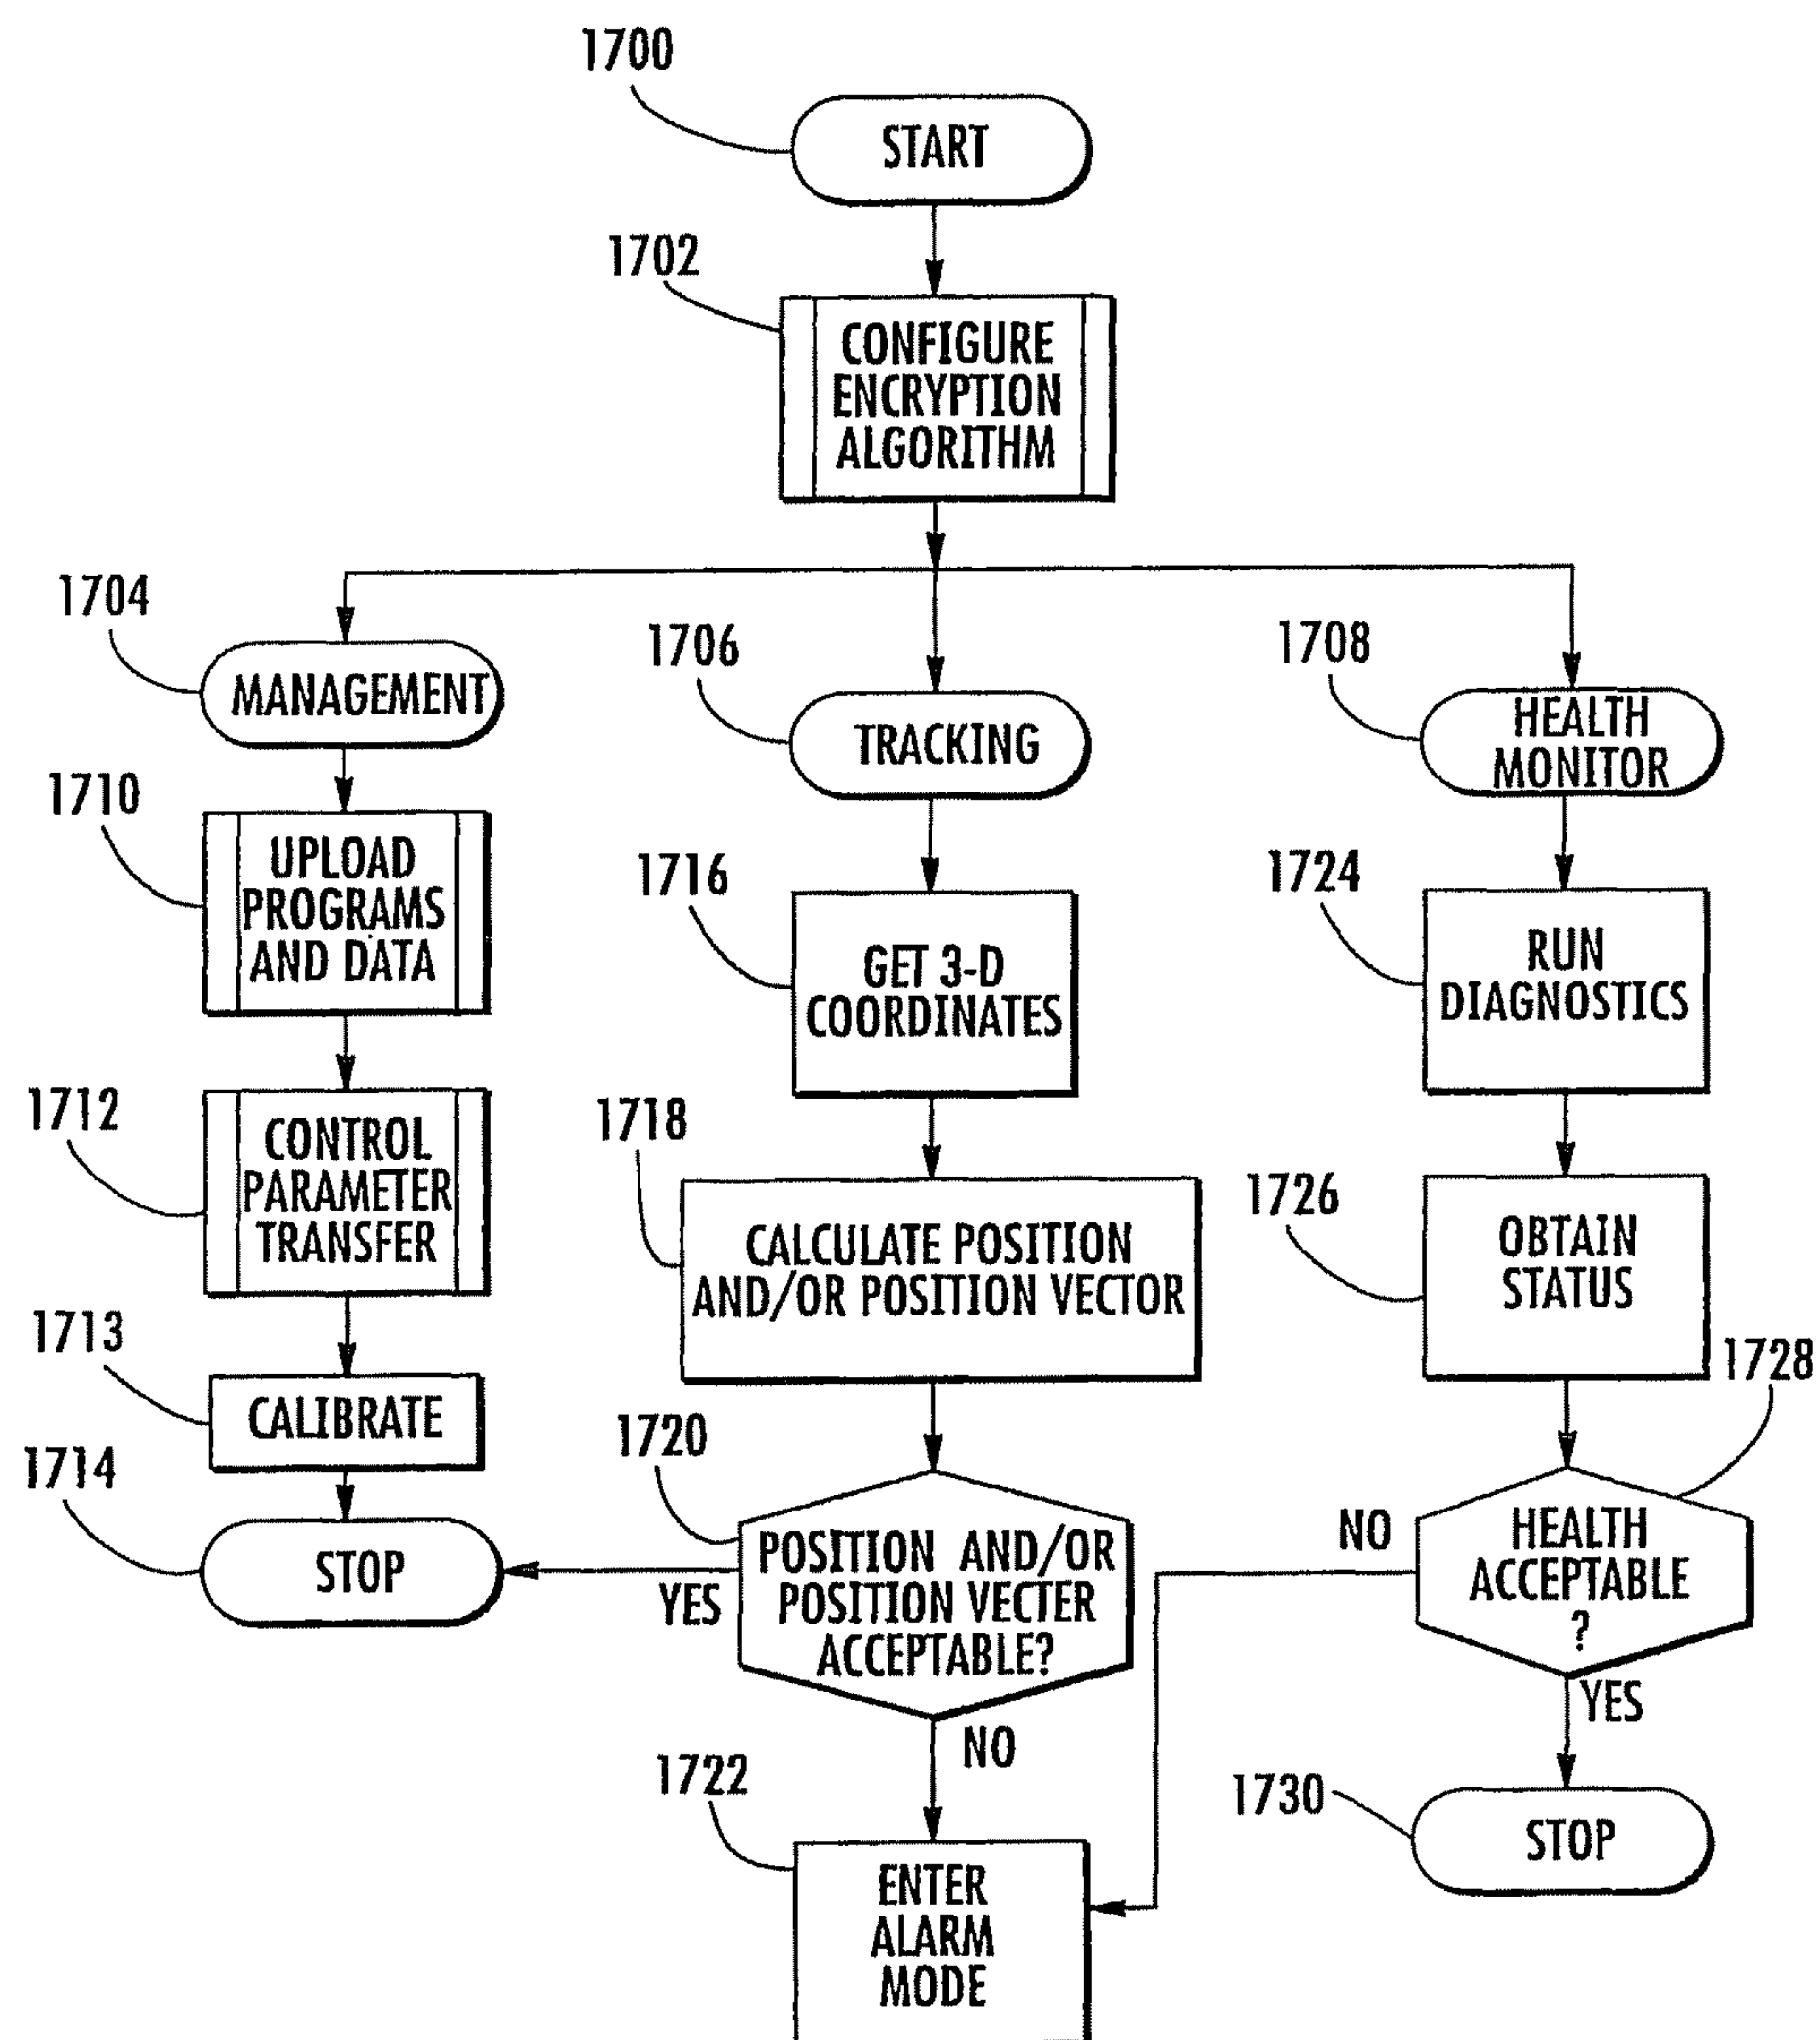 1700
START
1702
CONFIGURE
ENCRYPTION
ALGORITHM
1704
MANAGEMENT
1706
TRACKING
1708
HEALTH
MONITOR
1710
UPLOAD
PROGRAMS
AND DATA
1716
GET 3-D
COORDINATES
1724
RUN
DIAGNOSTICS
1712
CONTROL
PARAMETER
TRANSFER
1718
CALCULATE POSITION
AND/OR POSITION VECTOR
1726
OBTAIN
STATUS
1713
CALIBRATE
1714
STOP
1720
POSITION AND/OR
POSITION VECTER
ACCEPTABLE?
YES
NO
1728
HEALTH
ACCEPTABLE
?
NO
YES
1722
ENTER
ALARM
MODE
1730
STOP